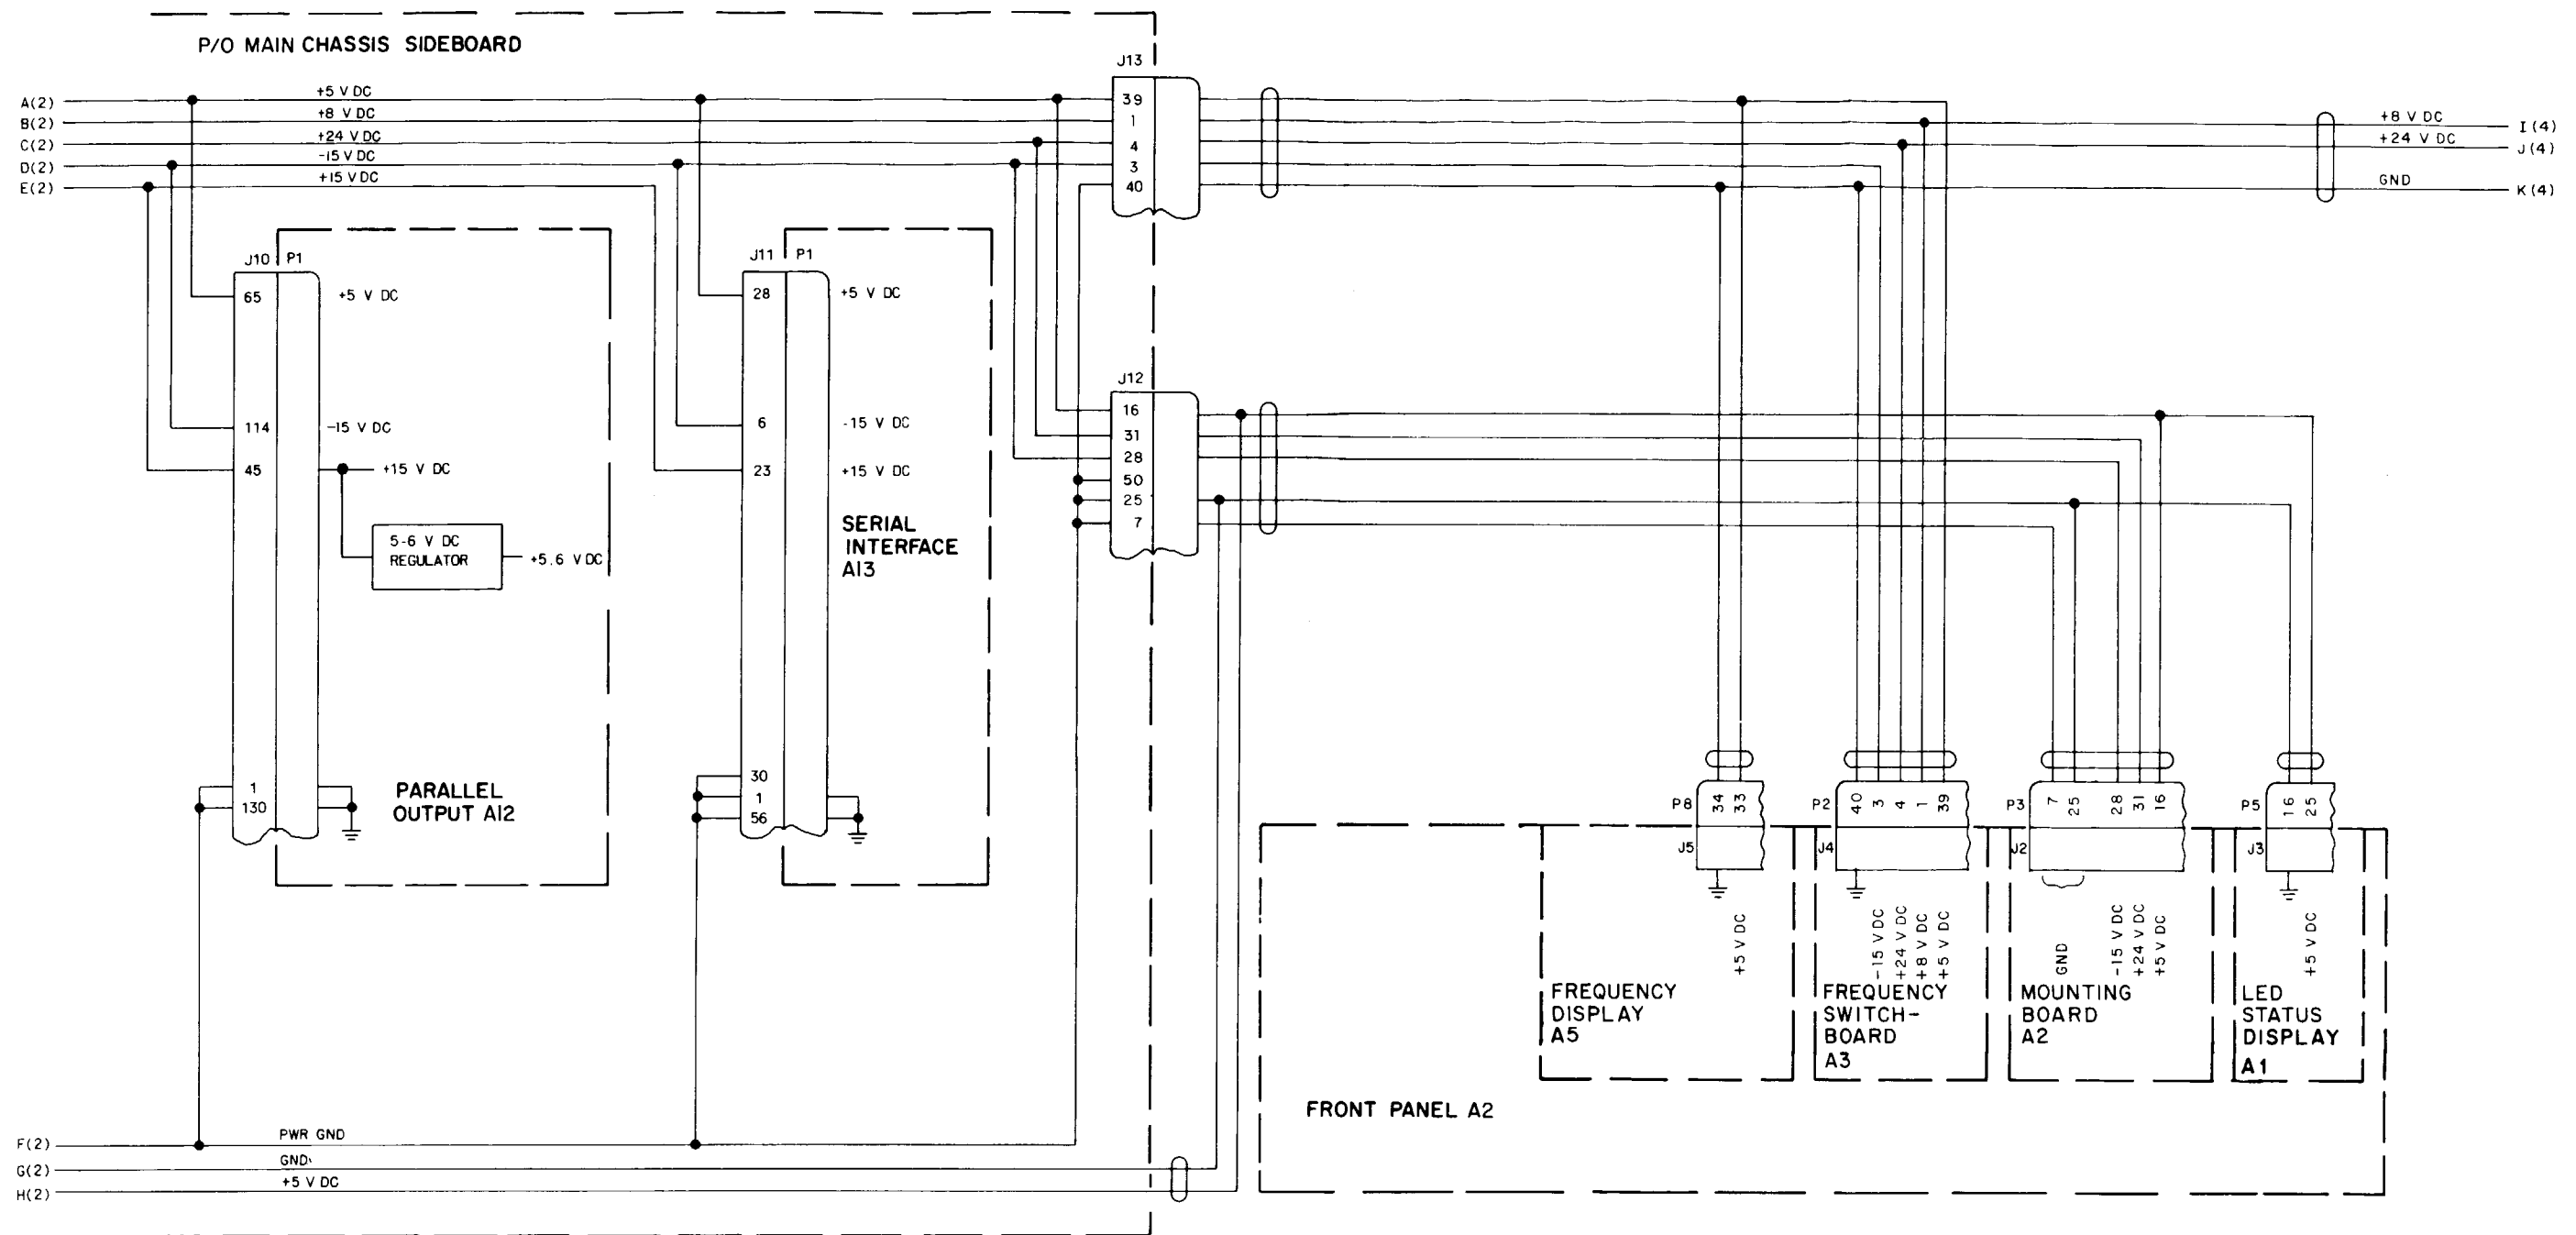 P/O MAIN CHASSIS SIDEBOARD
A(2)
+5 V DC
B(2)
+8 V DC
C(2)
+24 V DC
D(2)
-15 V DC
E(2)
+15 V DC
J13
39
1
4
3
40
+8 V DC
I(4)
+24 V DC
J(4)
GND
K(4)
J10
P1
65
+5 V DC
114
-15 V DC
45
+15 V DC
5-6 V DC
REGULATOR
+5.6 V DC
1
130
PARALLEL
OUTPUT A12
J11
P1
28
+5 V DC
6
-15 V DC
23
+15 V DC
SERIAL
INTERFACE
A13
30
1
56
J12
16
31
28
50
25
7
P8
34
33
J5
+5 V DC
FREQUENCY
DISPLAY
A5
P2
40
3
4
1
39
J4
-15 V DC
+24 V DC
+8 V DC
+5 V DC
FREQUENCY
SWITCH-
BOARD
A3
P3
7
25
28
31
16
J2
GND
-15 V DC
+24 V DC
+5 V DC
MOUNTING
BOARD
A2
P5
16
25
J3
+5 V DC
LED
STATUS
DISPLAY
A1
FRONT PANEL A2
F(2)
PWR GND
G(2)
GND
H(2)
+5 V DC